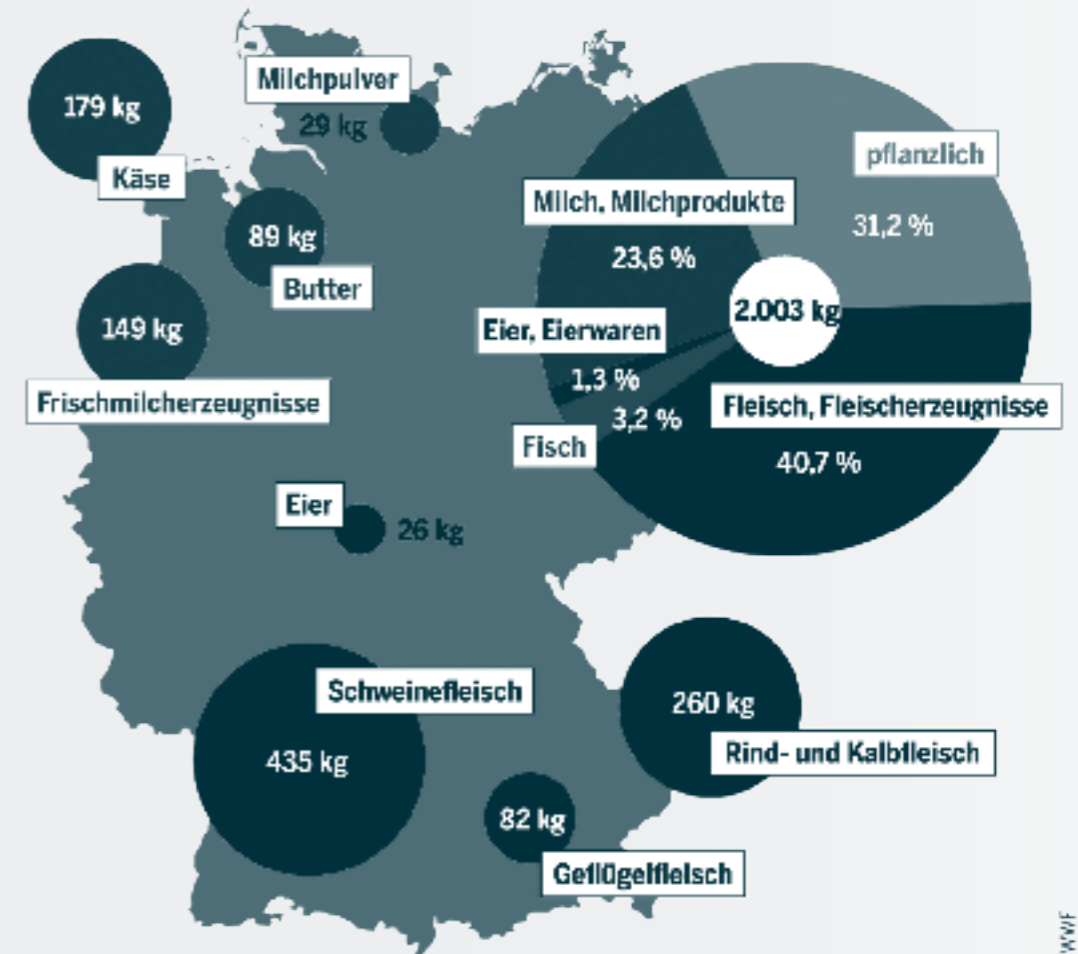 Milchpulver
29 kg
179 kg
Käse
89 kg
Butter
149 kg
Frischmilcherzeugnisse
Eier
26 kg
Schweinefleisch
435 kg
82 kg
Geflügelfleisch
260 kg
Rind- und Kalbfleisch
pflanzlich
31,2 %
Milch, Milchprodukte
23,6 %
2.003 kg
Eier, Eierwaren
1,3 %
3,2 %
Fisch
Fleisch, Fleischerzeugnisse
40,7 %
WWF